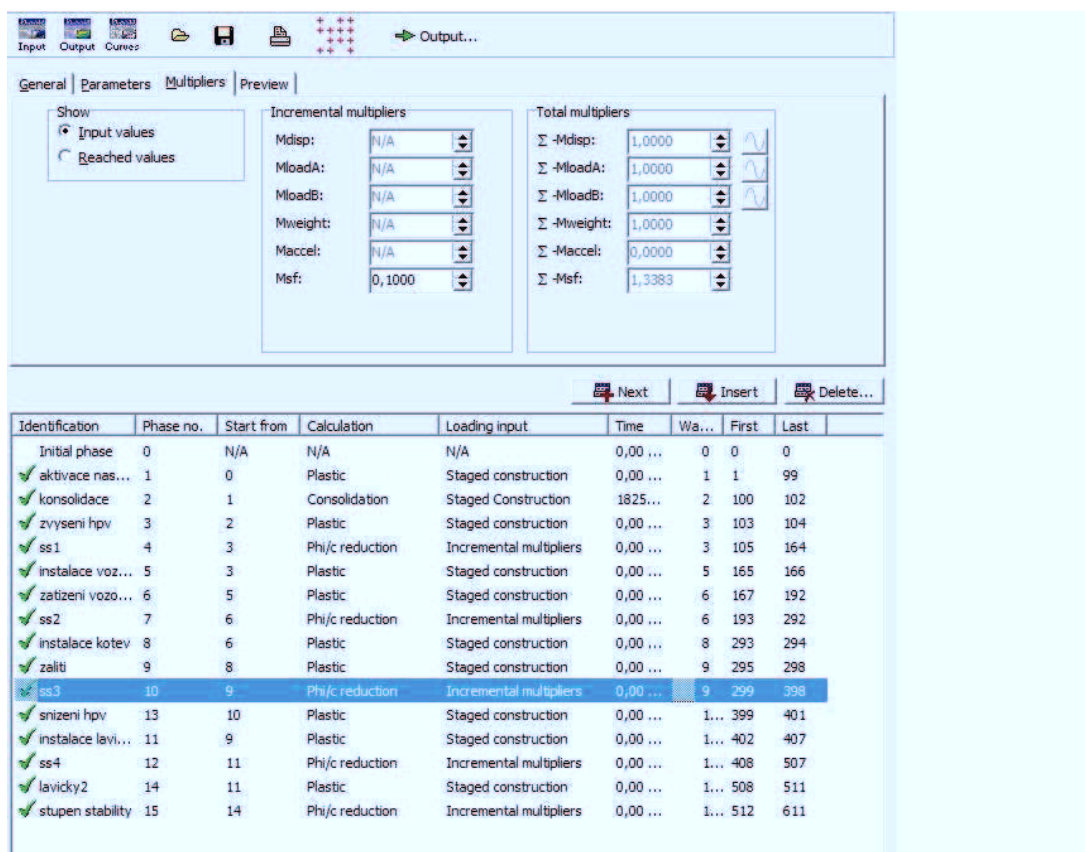 Input Output Curves Output...
General Parameters Multipliers Preview
Show
Input values
Reached values
Incremental multipliers
Mdisp: N/A
MloadA: N/A
MloadB: N/A
Mweight: N/A
Maccel: N/A
Msf: 0,1000
Total multipliers
Σ -Mdisp: 1,0000
Σ -MloadA: 1,0000
Σ -MloadB: 1,0000
Σ -Mweight: 1,0000
Σ -Maccel: 0,0000
Σ -Msf: 1,3383
Next Insert Delete...
Identification Phase no. Start from Calculation Loading input Time Wa... First Last
Initial phase 0 N/A N/A N/A 0,00 ... 0 0 0
aktivace nas... 1 0 Plastic Staged construction 0,00 ... 1 1 99
konsolidace 2 1 Consolidation Staged Construction 1825... 2 100 102
zvyseni hpv 3 2 Plastic Staged construction 0,00 ... 3 103 104
ss1 4 3 Phi/c reduction Incremental multipliers 0,00 ... 3 105 164
instalace voz... 5 3 Plastic Staged construction 0,00 ... 5 165 166
zatizeni vozo... 6 5 Plastic Staged construction 0,00 ... 6 167 192
ss2 7 6 Phi/c reduction Incremental multipliers 0,00 ... 6 193 292
instalace kotev 8 6 Plastic Staged construction 0,00 ... 8 293 294
zaliti 9 8 Plastic Staged construction 0,00 ... 9 295 298
ss3 10 9 Phi/c reduction Incremental multipliers 0,00 ... 9 299 398
snizeni hpv 13 10 Plastic Staged construction 0,00 ... 1... 399 401
instalace lavi... 11 9 Plastic Staged construction 0,00 ... 1... 402 407
ss4 12 11 Phi/c reduction Incremental multipliers 0,00 ... 1... 408 507
lavicky2 14 11 Plastic Staged construction 0,00 ... 1... 508 511
stupen stability 15 14 Phi/c reduction Incremental multipliers 0,00 ... 1... 512 611